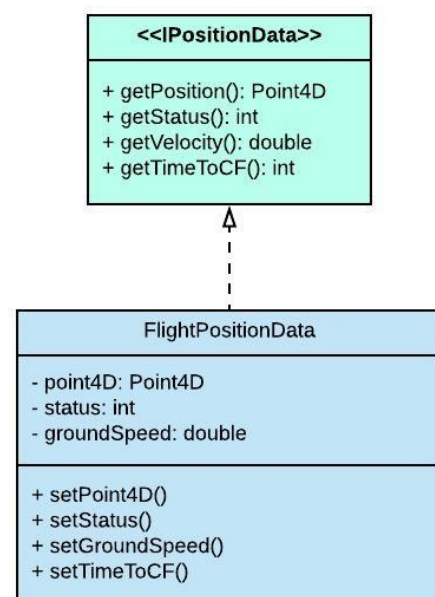 <<IPositionData>>
+ getPosition(): Point4D
+ getStatus(): int
+ getVelocity(): double
+ getTimeToCF(): int
FlightPositionData
- point4D: Point4D
- status: int
- groundSpeed: double
+ setPoint4D()
+ setStatus()
+ setGroundSpeed()
+ setTimeToCF()